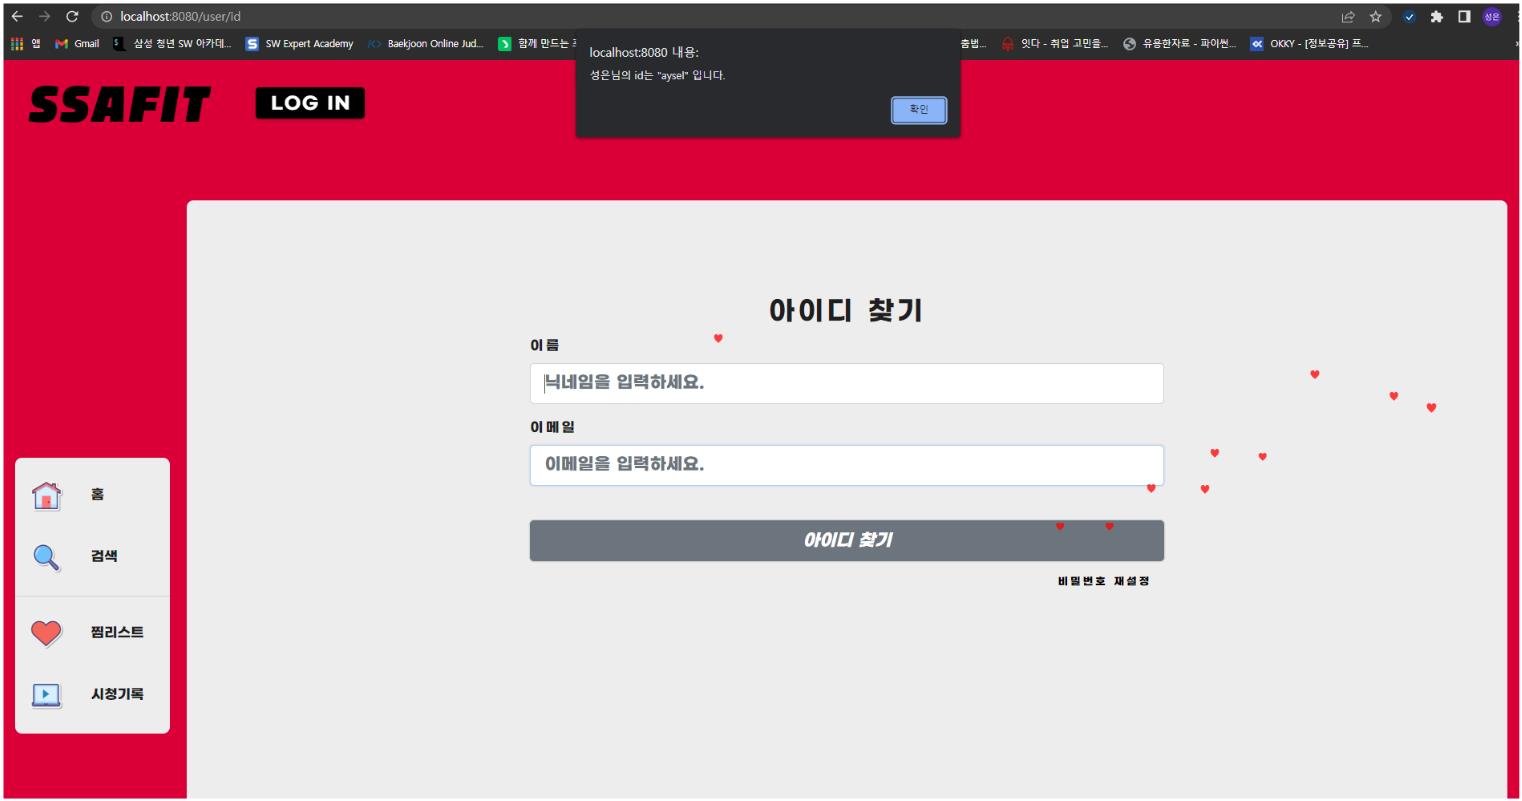 localhost:8080/user/id
성은
앱
Gmail
삼성 청년 SW 아카데...
SW Expert Academy
Baekjoon Online Jud...
함께 만드는
춤법...
잇다 - 취업 고민을...
유용한자료 - 파이썬...
OKKY - [정보공유] 프...
localhost:8080 내용:
성은님의 id는 "aysel" 입니다.
확인
SSAFIT
LOG IN
아이디 찾기
이름
닉네임을 입력하세요.
이메일
이메일을 입력하세요.
아이디 찾기
비밀번호 재설정
홈
검색
찜리스트
시청기록